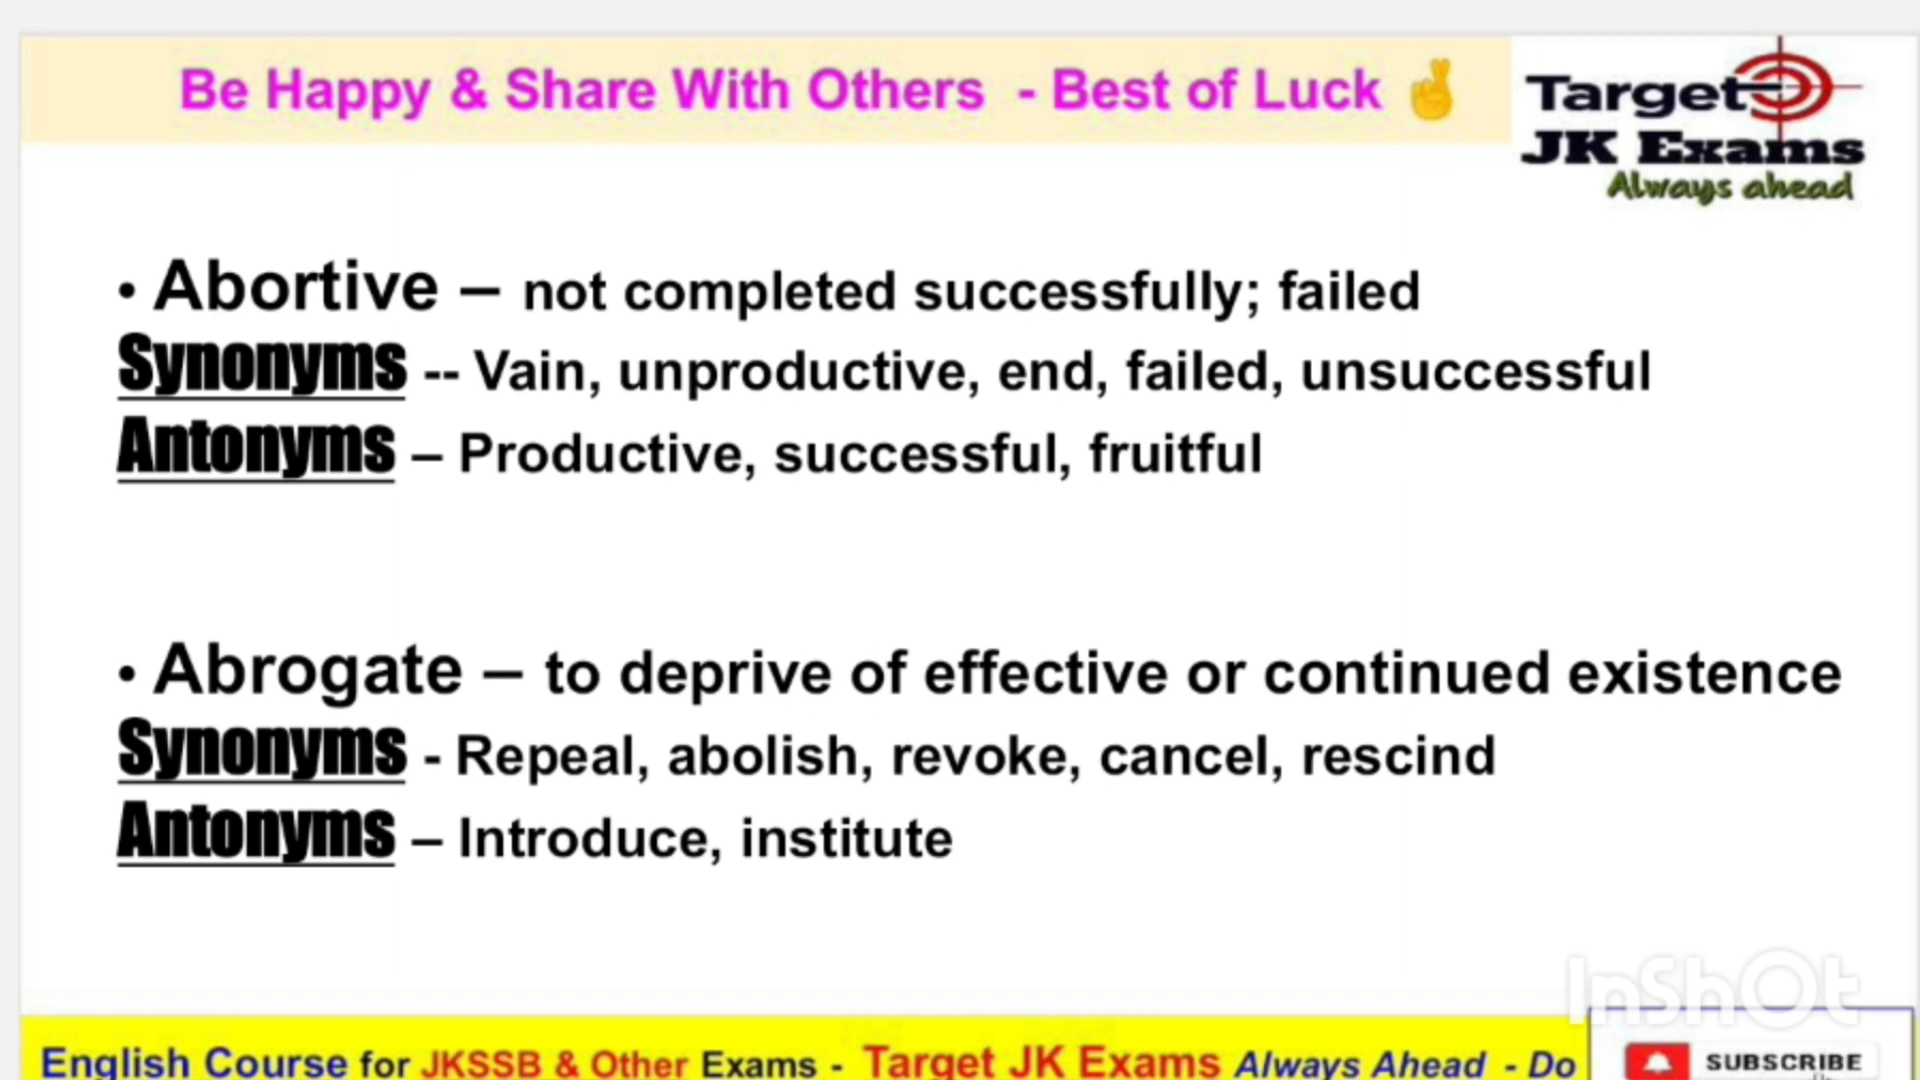 Be Happy & Share With Others - Best of Luck 🤞
Target
JK Exams
Always ahead
• Abortive – not completed successfully; failed
Synonyms -- Vain, unproductive, end, failed, unsuccessful
Antonyms – Productive, successful, fruitful
• Abrogate – to deprive of effective or continued existence
Synonyms - Repeal, abolish, revoke, cancel, rescind
Antonyms – Introduce, institute
InShOt
English Course for JKSSB & Other Exams - Target JK Exams Always Ahead - Do
SUBSCRIBE